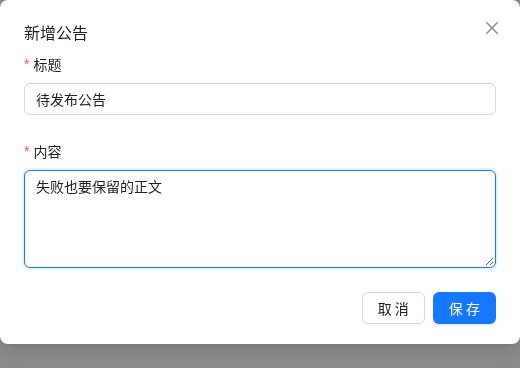 新增公告
* 标题
待发布公告
* 内容
失败也要保留的正文
取 消
保 存